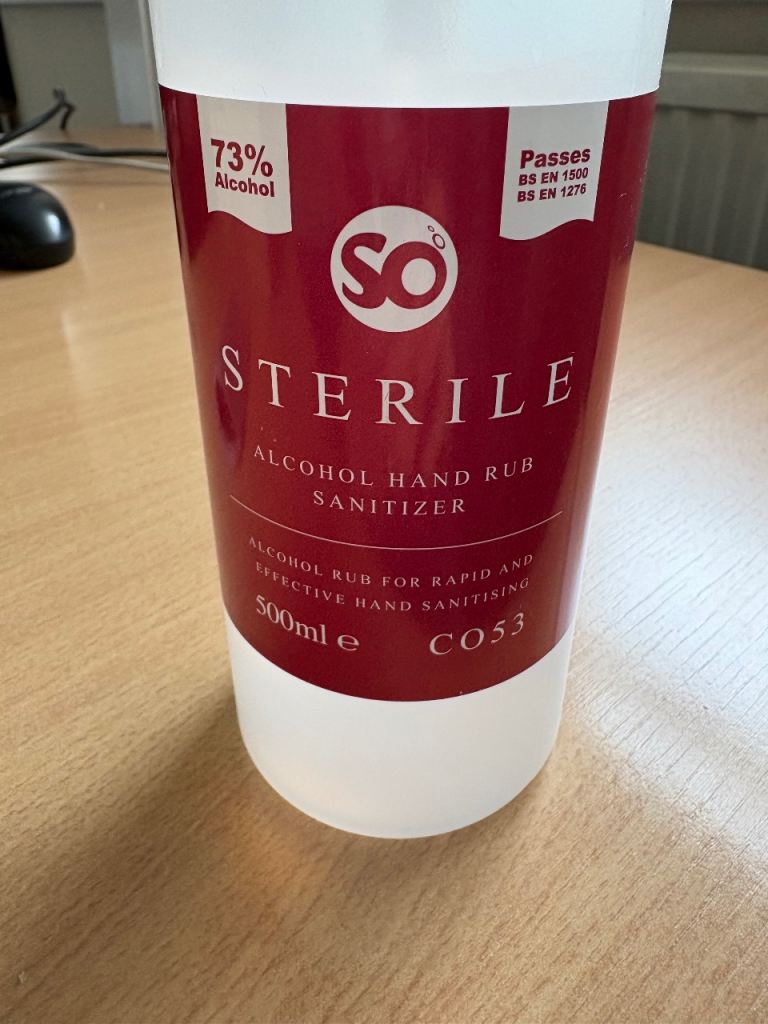 73%
Alcohol
Passes
BS EN 1500
BS EN 1276
SO
STERILE
ALCOHOL HAND RUB
SANITIZER
ALCOHOL RUB FOR RAPID AND
EFFECTIVE HAND SANITISING
500ml ℮
CO53